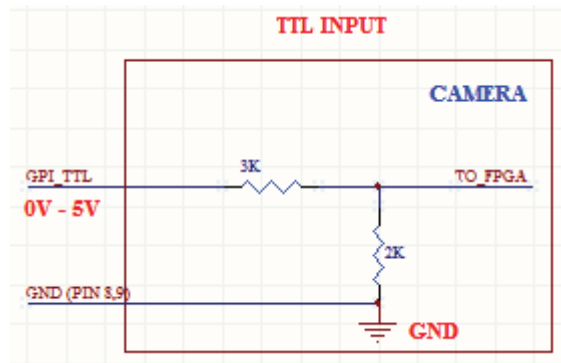 TTL INPUT
CAMERA
3K
GPI_TTL
TO_FPGA
0V - 5V
2K
GND (PIN 8,9)
GND